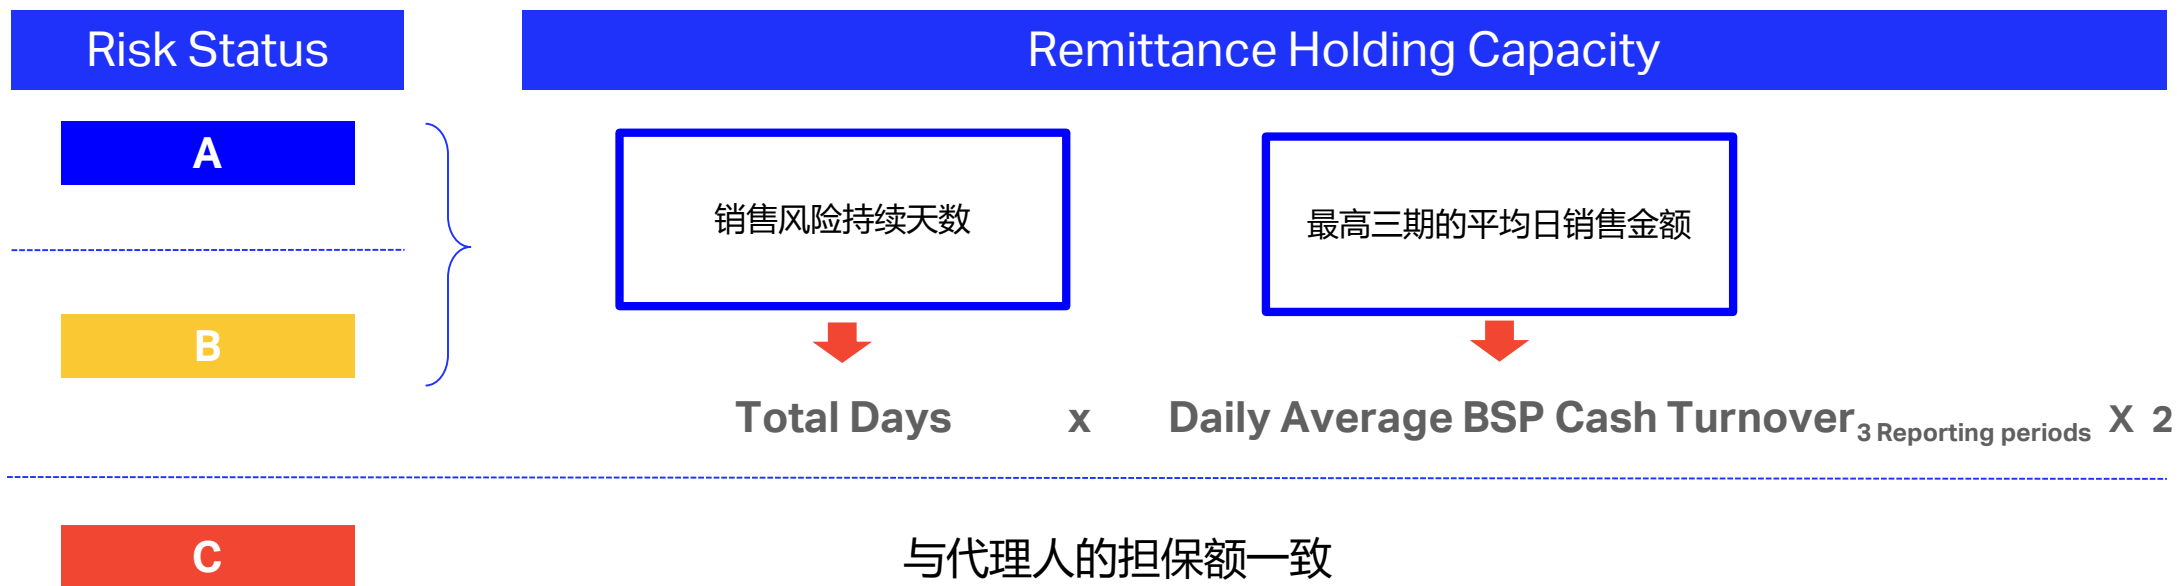 Risk Status
Remittance Holding Capacity
A
销售风险持续天数
最高三期的平均日销售金额
B
Total Days x Daily Average BSP Cash Turnover 3 Reporting periods X 2
C
与代理人的担保额一致